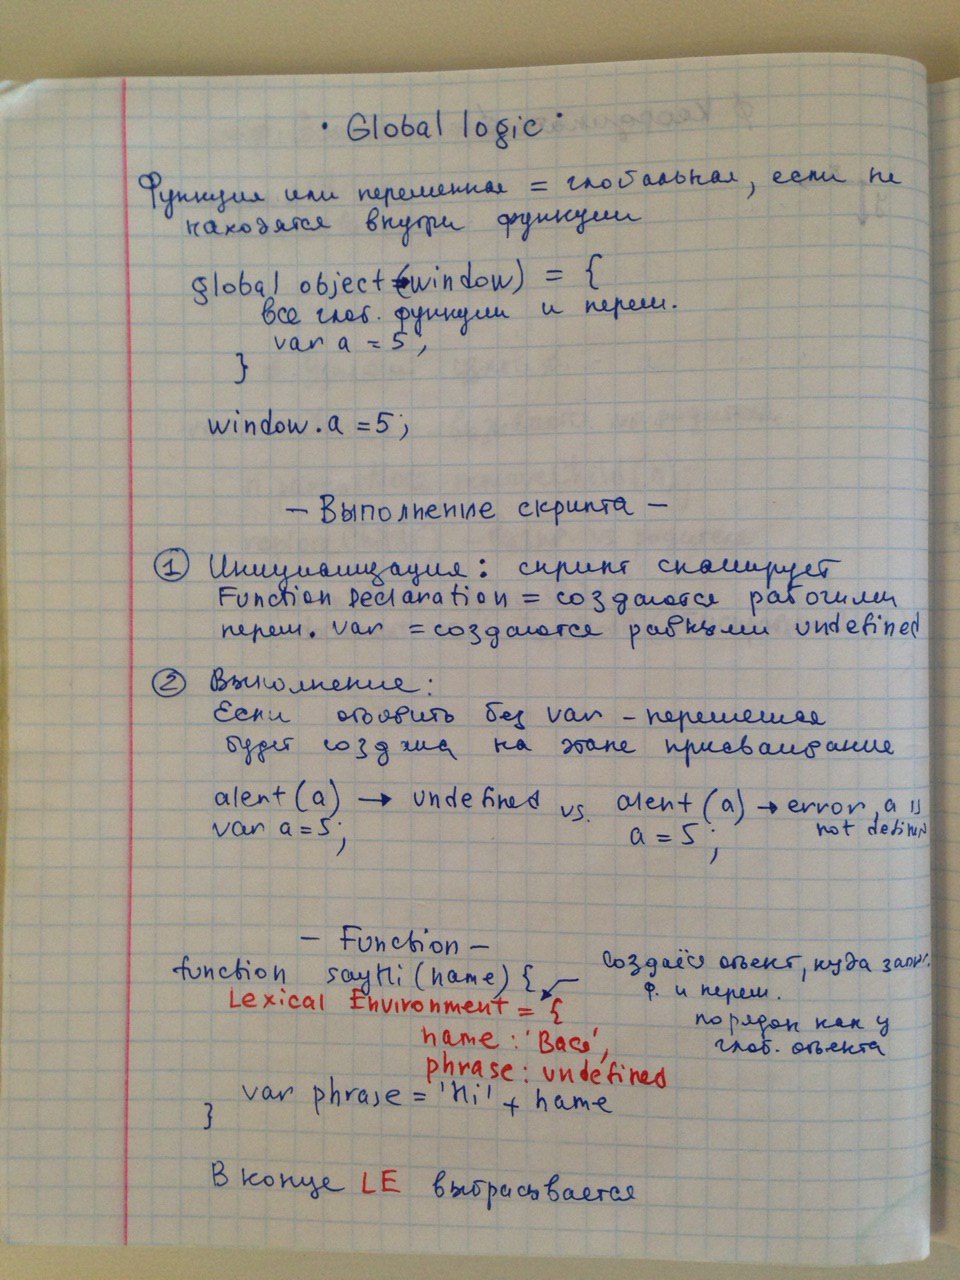 • Global logic •
Функция или переменная = глобальная, если не
находятся внутри функции
global object (window) = {
все глоб. функции и перем.
var a = 5;
}
window.a = 5;
— Выполнение скрипта —
① Инициализация: скрипт сканирует
Function Declaration = создаются рабочими
перем. var = создаются равными undefined
② Выполнение:
Если объявить без var - переменная
будет создана на этапе присваивание
alert(a) → undefined vs. alert(a) → error, a is
not defined
var a = 5; a = 5;
— Function —
function sayHi(name) {
создаёся объект, куда запис.
ф. и перем.
порядок как у
глоб. объекта
Lexical Environment = {
name: 'Вася',
phrase: undefined
var phrase = 'Hi' + name
}
В конце LE выбрасывается